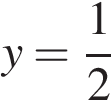 y = 1/2